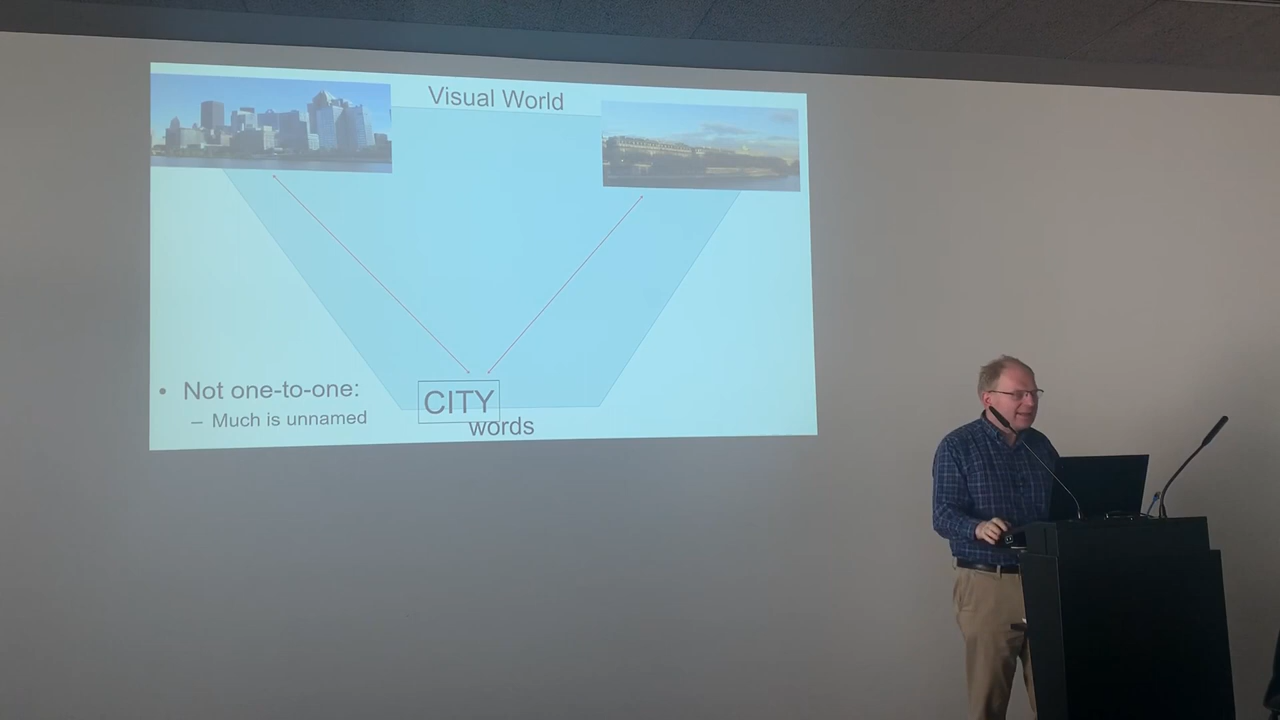 Visual World
• Not one-to-one:
– Much is unnamed
CITY
words